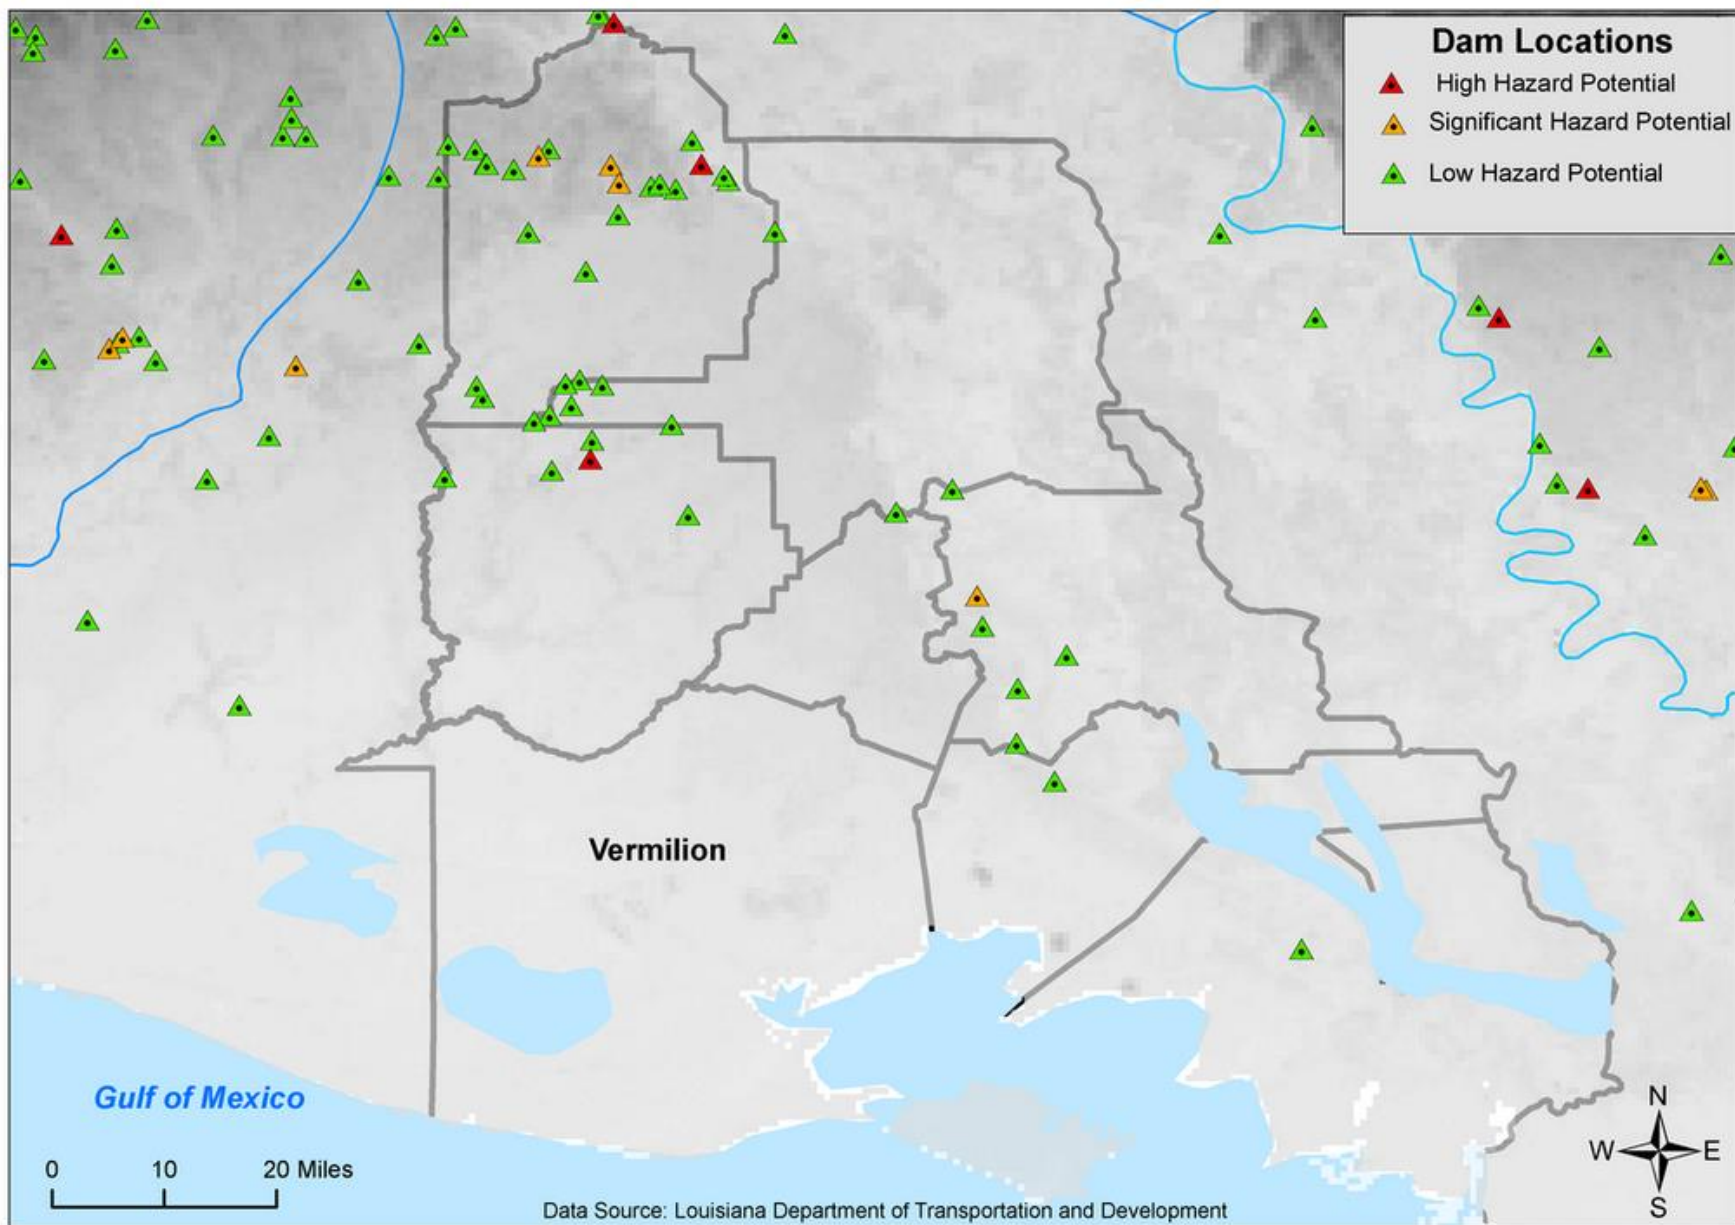 Dam Locations
High Hazard Potential
Significant Hazard Potential
Low Hazard Potential
Vermilion
Gulf of Mexico
N
W E
S
0 10 20 Miles
Data Source: Louisiana Department of Transportation and Development